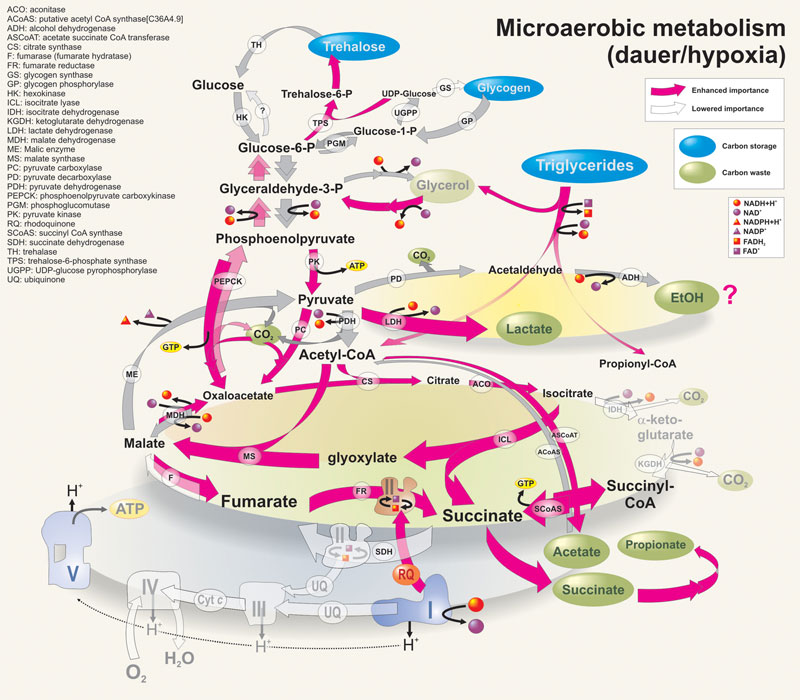 ACO: aconitase
ACoAS: putative acetyl CoA synthase[C36A4.9]
ADH: alcohol dehydrogenase
ASCoAT: acetate succinate CoA transferase
CS: citrate synthase
F: fumarase (fumarate hydratase)
FR: fumarate reductase
GS: glycogen synthase
GP: glycogen phosphorylase
HK: hexokinase
ICL: isocitrate lyase
IDH: isocitrate dehydrogenase
KGDH: ketoglutarate dehydrogenase
LDH: lactate dehydrogenase
MDH: malate dehydrogenase
ME: Malic enzyme
MS: malate synthase
PC: pyruvate carboxylase
PD: pyruvate decarboxylase
PDH: pyruvate dehydrogenase
PEPCK: phosphoenolpyruvate carboxykinase
PGM: phosphoglucomutase
PK: pyruvate kinase
RQ: rhodoquinone
SCoAS: succinyl CoA synthase
SDH: succinate dehydrogenase
TH: trehalase
TPS: trehalose-6-phosphate synthase
UGPP: UDP-glucose pyrophosphorylase
UQ: ubiquinone
Microaerobic metabolism
(dauer/hypoxia)
Enhanced importance
Lowered importance
Carbon storage
Carbon waste
NADH+H⁺
NAD⁺
NADPH+H⁺
NADP⁺
FADH₂
FAD⁺
TH
Trehalose
Glucose
Trehalose-6-P
UDP-Glucose
GS
Glycogen
HK
?
TPS
UGPP
GP
Glucose-1-P
PGM
Glucose-6-P
Triglycerides
Glyceraldehyde-3-P
Glycerol
Phosphoenolpyruvate
PK
ATP
CO₂
PEPCK
PD
Acetaldehyde
ADH
EtOH
?
Pyruvate
GTP
CO₂
PC
PDH
LDH
Lactate
Acetyl-CoA
Propionyl-CoA
ME
Oxaloacetate
CS
Citrate
ACO
Isocitrate
IDH
CO₂
α-keto-
glutarate
MDH
Malate
MS
glyoxylate
ICL
ASCoAT
ACoAS
KGDH
CO₂
F
Fumarate
FR
II
Succinate
GTP
SCoAS
Succinyl-
CoA
H⁺
ATP
V
II
SDH
Acetate
Propionate
RQ
Succinate
UQ
IV
Cyt c
III
UQ
I
H⁺
H⁺
H⁺
O₂
H₂O